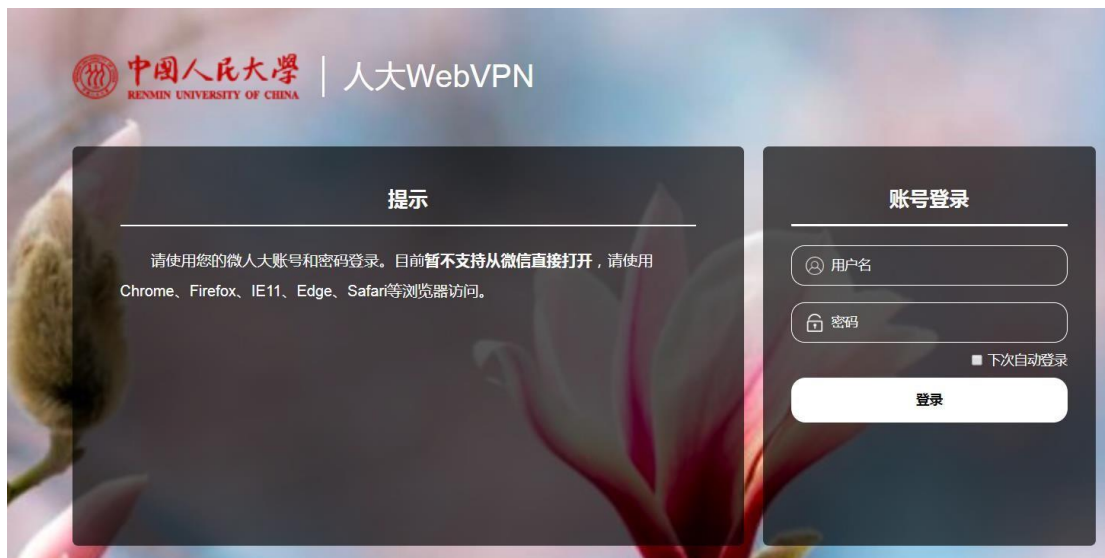 中国人民大学
RENMIN UNIVERSITY OF CHINA
人大WebVPN
提示
请使用您的微人大账号和密码登录。目前暂不支持从微信直接打开，请使用
Chrome、Firefox、IE11、Edge、Safari等浏览器访问。
账号登录
用户名
密码
下次自动登录
登录